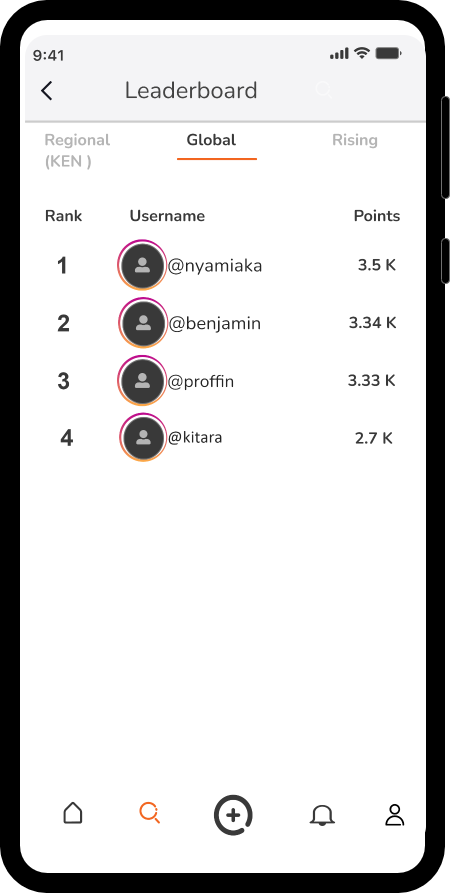 9:41
Leaderboard
Regional Global Rising
(KEN )
Rank Username Points
1 @nyamiaka 3.5 K
2 @benjamin 3.34 K
3 @proffin 3.33 K
4 @kitara 2.7 K